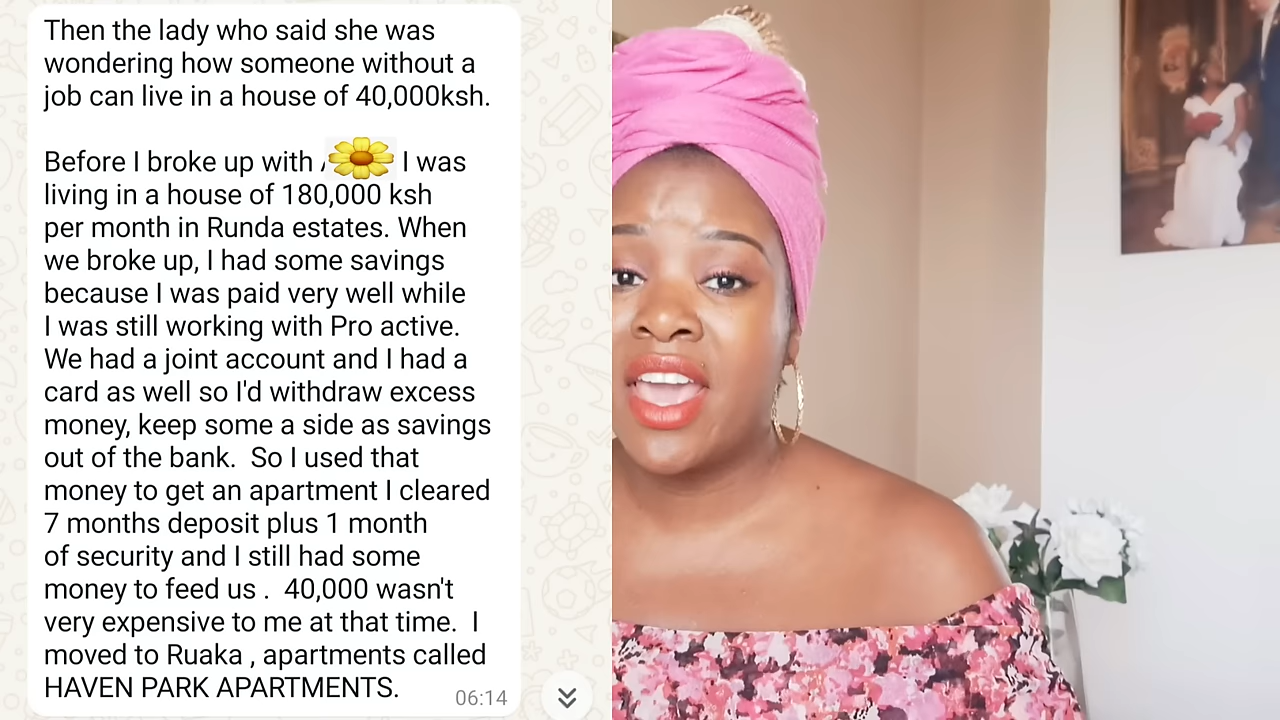 Then the lady who said she was
wondering how someone without a
job can live in a house of 40,000ksh.
Before I broke up with I was
living in a house of 180,000 ksh
per month in Runda estates. When
we broke up, I had some savings
because I was paid very well while
I was still working with Pro active.
We had a joint account and I had a
card as well so I'd withdraw excess
money, keep some a side as savings
out of the bank.  So I used that
money to get an apartment I cleared
7 months deposit plus 1 month
of security and I still had some
money to feed us .  40,000 wasn't
very expensive to me at that time.  I
moved to Ruaka , apartments called
HAVEN PARK APARTMENTS.
06:14